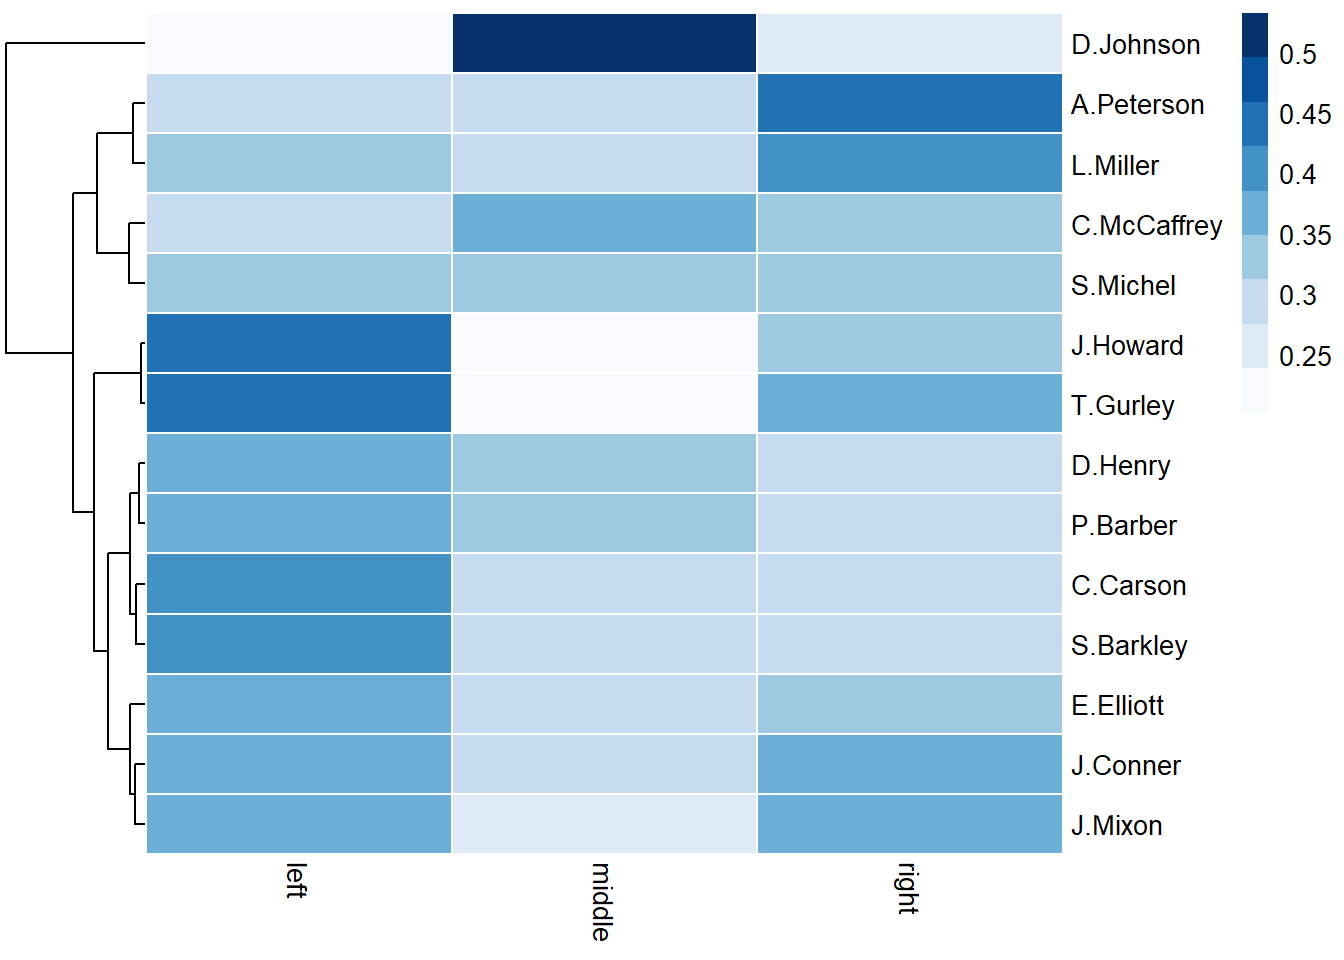 D.Johnson
A.Peterson
L.Miller
C.McCaffrey
S.Michel
J.Howard
T.Gurley
D.Henry
P.Barber
C.Carson
S.Barkley
E.Elliott
J.Conner
J.Mixon
0.5
0.45
0.4
0.35
0.3
0.25
left
middle
right